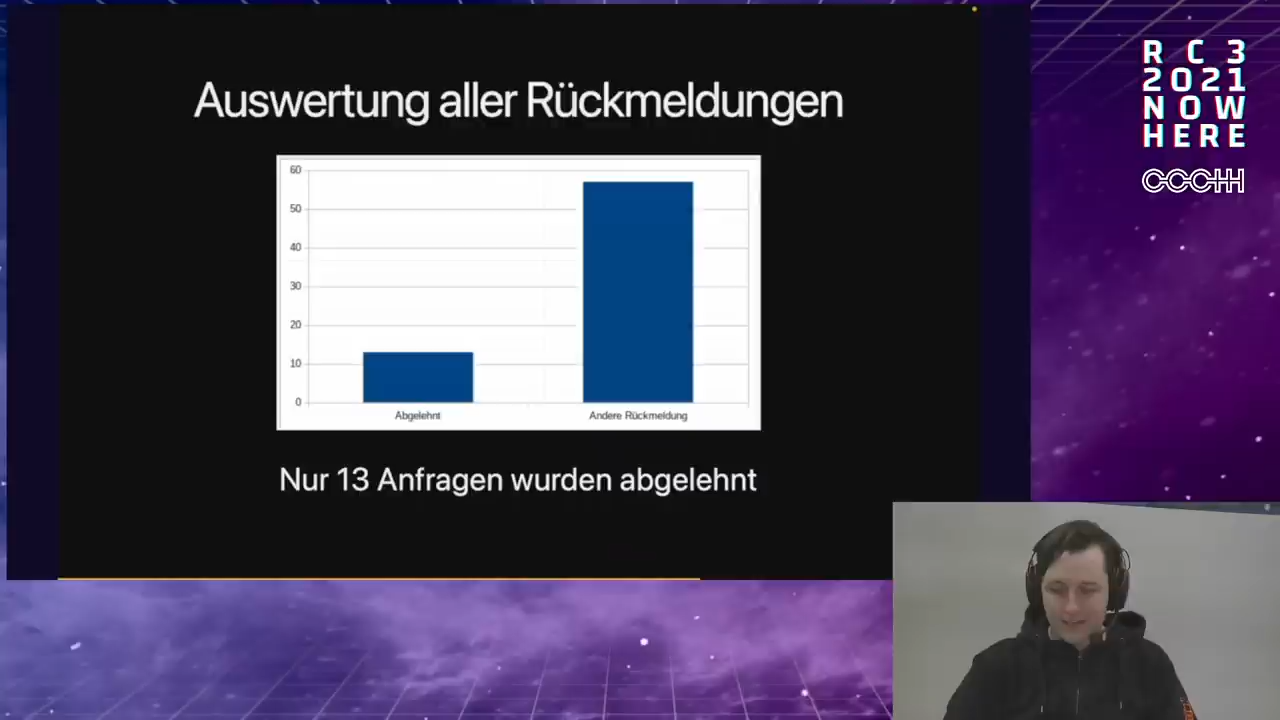 Auswertung aller Rückmeldungen
60
50
40
30
20
10
0
Abgelehnt
Andere Rückmeldung
Nur 13 Anfragen wurden abgelehnt
R C 3
2021
NOW
HERE
CCCHH